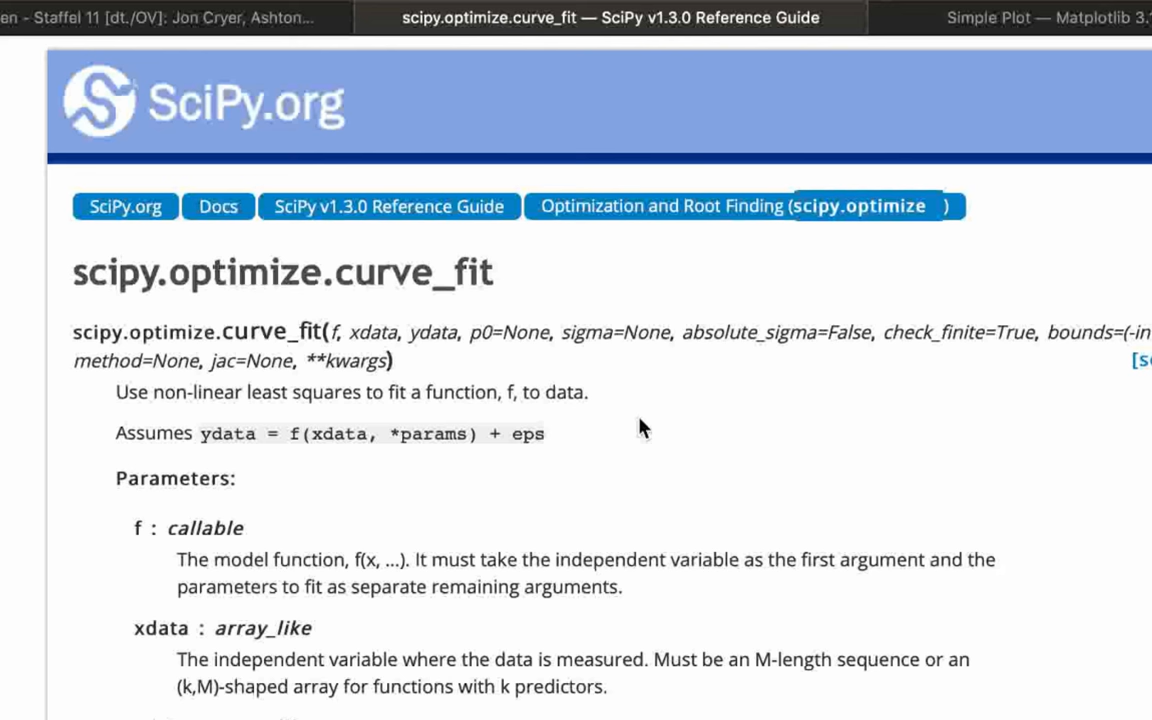 en - Staffel 11 [dt./OV]: Jon Cryer, Ashton...
scipy.optimize.curve_fit — SciPy v1.3.0 Reference Guide
Simple Plot — Matplotlib 3.1
SciPy.org
SciPy.org Docs SciPy v1.3.0 Reference Guide Optimization and Root Finding (scipy.optimize )
scipy.optimize.curve_fit
scipy.optimize.curve_fit(f, xdata, ydata, p0=None, sigma=None, absolute_sigma=False, check_finite=True, bounds=(-in
method=None, jac=None, **kwargs) [so
Use non-linear least squares to fit a function, f, to data.
Assumes ydata = f(xdata, *params) + eps
Parameters:
f : callable
The model function, f(x, ...). It must take the independent variable as the first argument and the
parameters to fit as separate remaining arguments.
xdata : array_like
The independent variable where the data is measured. Must be an M-length sequence or an
(k,M)-shaped array for functions with k predictors.